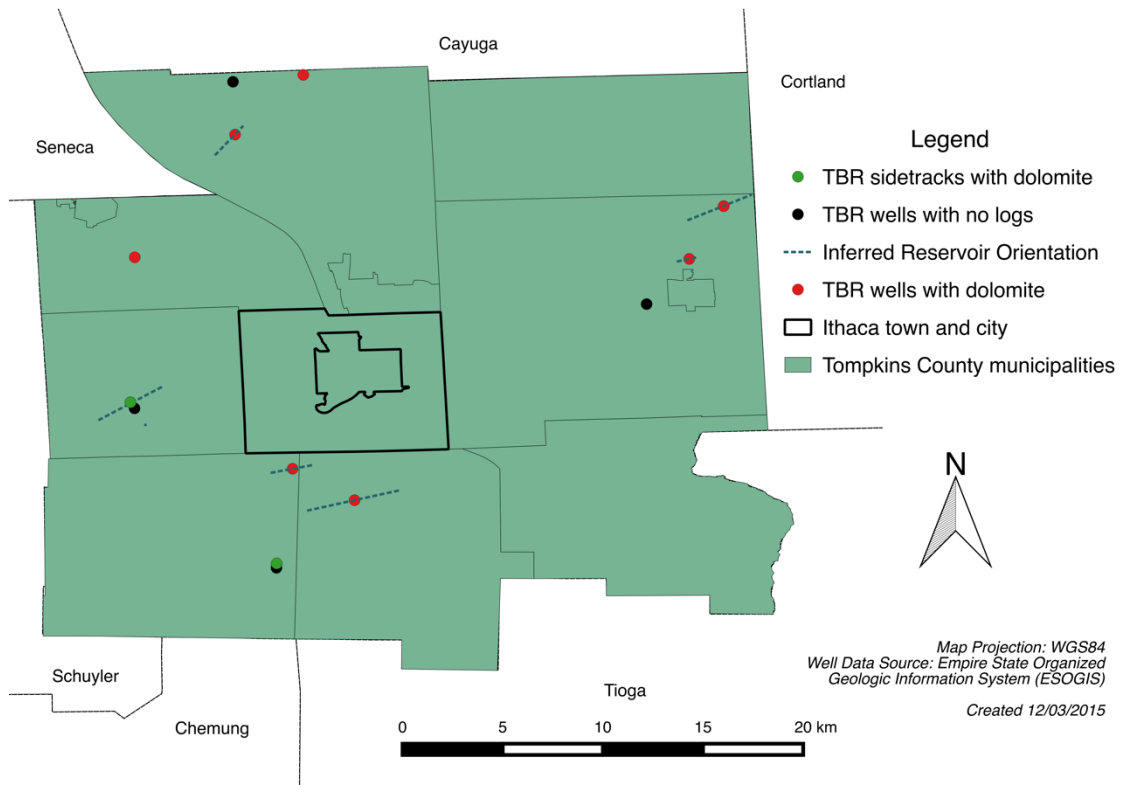 Cayuga
Cortland
Seneca
Legend
TBR sidetracks with dolomite
TBR wells with no logs
Inferred Reservoir Orientation
TBR wells with dolomite
Ithaca town and city
Tompkins County municipalities
N
Map Projection: WGS84
Well Data Source: Empire State Organized
Geologic Information System (ESOGIS)
Created 12/03/2015
Schuyler
Tioga
Chemung
0 5 10 15 20 km